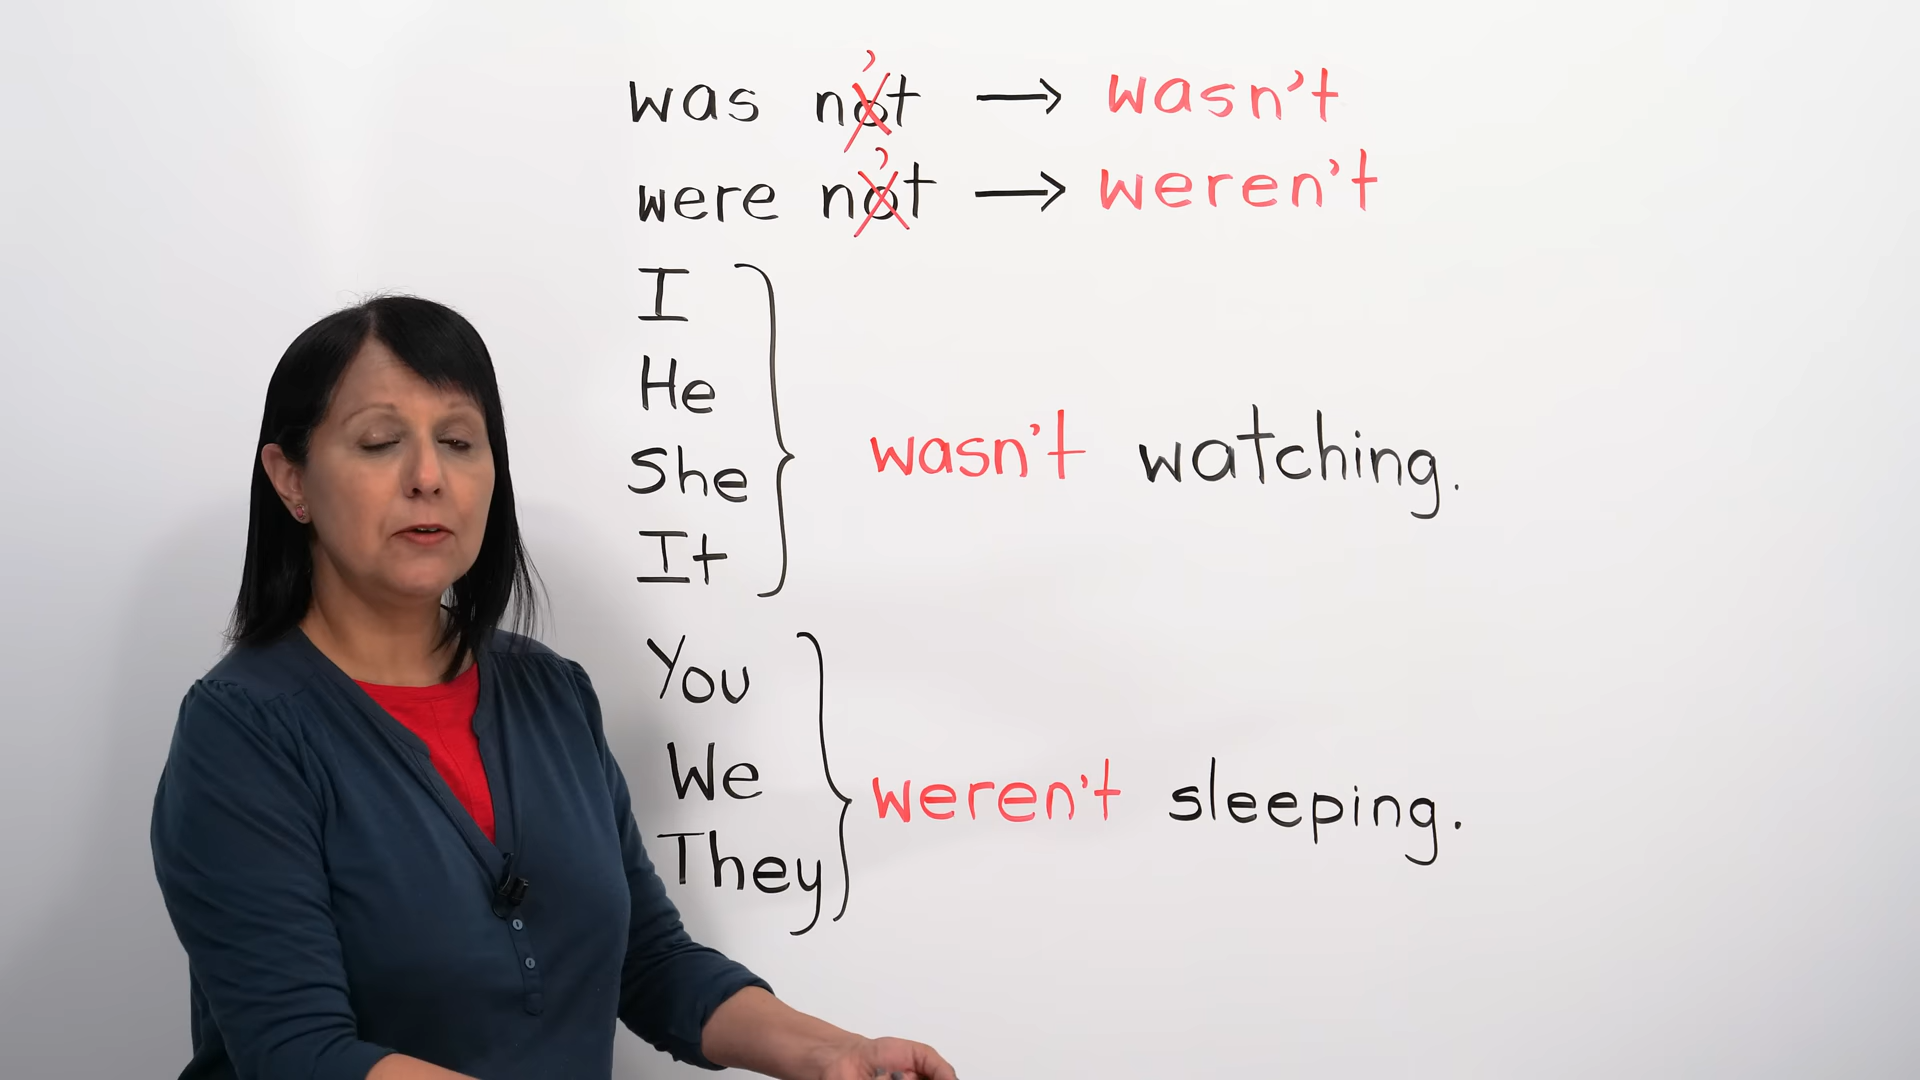 was not → wasn't
were not → weren't
I
He
She
It
wasn't watching.
You
We
They
weren't sleeping.